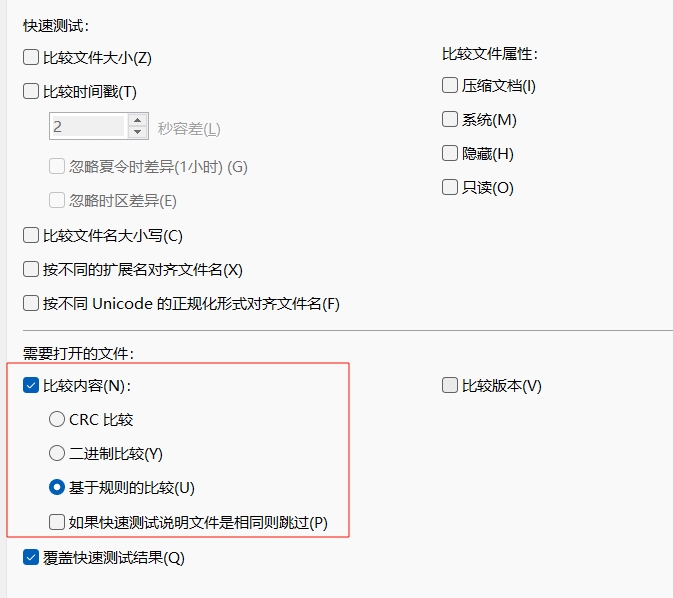 快速测试:
比较文件大小(Z)
比较时间戳(T)
2
秒容差(L)
忽略夏令时差异(1小时) (G)
忽略时区差异(E)
比较文件名大小写(C)
按不同的扩展名对齐文件名(X)
按不同 Unicode 的正规化形式对齐文件名(F)
比较文件属性:
压缩文档(I)
系统(M)
隐藏(H)
只读(O)
需要打开的文件:
比较内容(N):
CRC 比较
二进制比较(Y)
基于规则的比较(U)
如果快速测试说明文件是相同则跳过(P)
比较版本(V)
覆盖快速测试结果(Q)